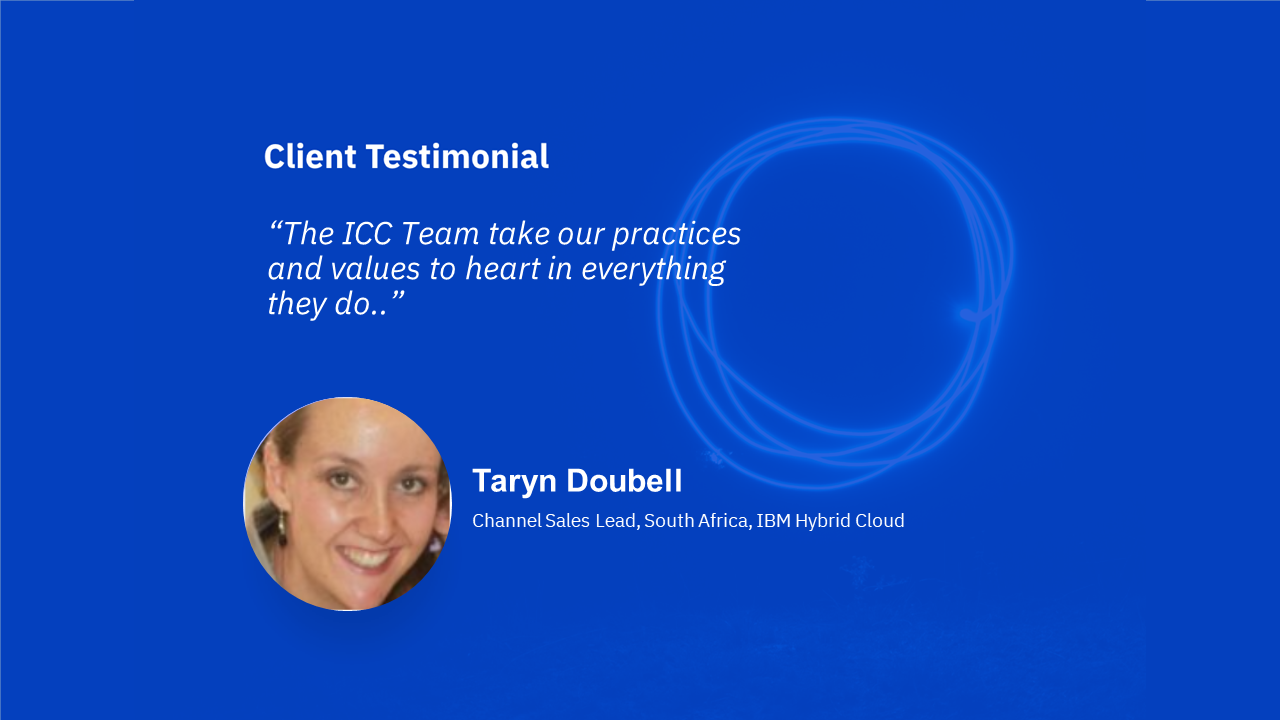 Client Testimonial
“The ICC Team take our practices
and values to heart in everything
they do..”
Taryn Doubell
Channel Sales Lead, South Africa, IBM Hybrid Cloud